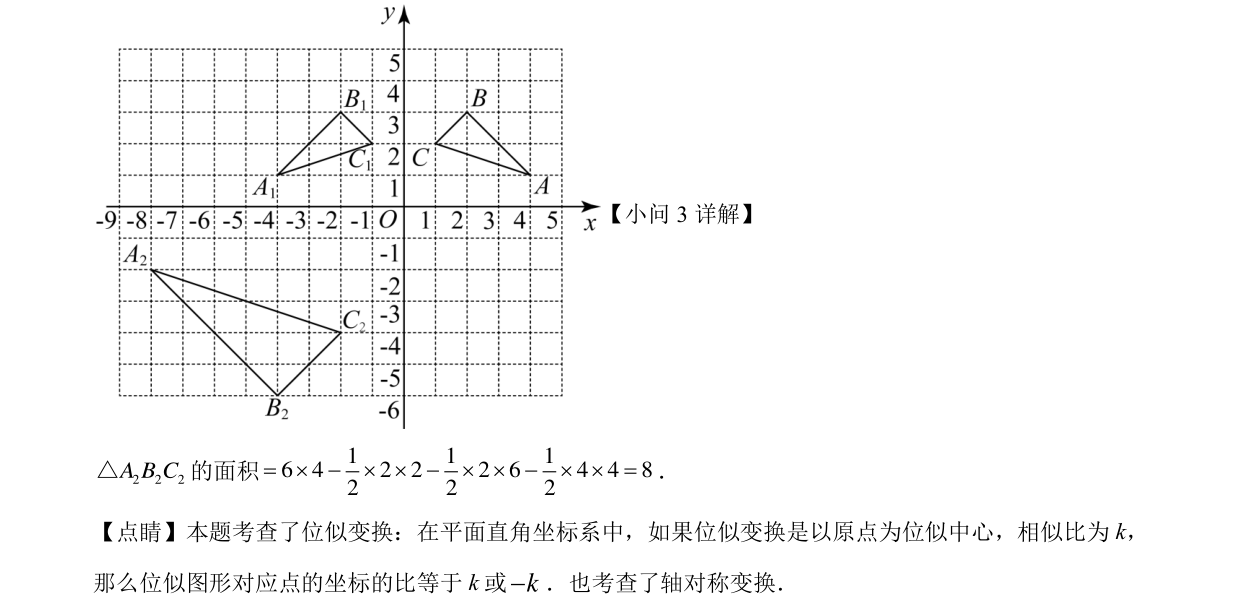 y
5
B₁ 4 B
3
C₁ 2 C
A₁ 1 A
-9 -8 -7 -6 -5 -4 -3 -2 -1 O 1 2 3 4 5 x 【小问 3 详解】
A₂ -1
-2
C₂ -3
-4
-5
B₂ -6
△A₂B₂C₂ 的面积 = 6×4 − 1/2 ×2×2 − 1/2 ×2×6 − 1/2 ×4×4 = 8 .
【点睛】本题考查了位似变换：在平面直角坐标系中，如果位似变换是以原点为位似中心，相似比为 k，
那么位似图形对应点的坐标的比等于 k 或 −k ．也考查了轴对称变换．